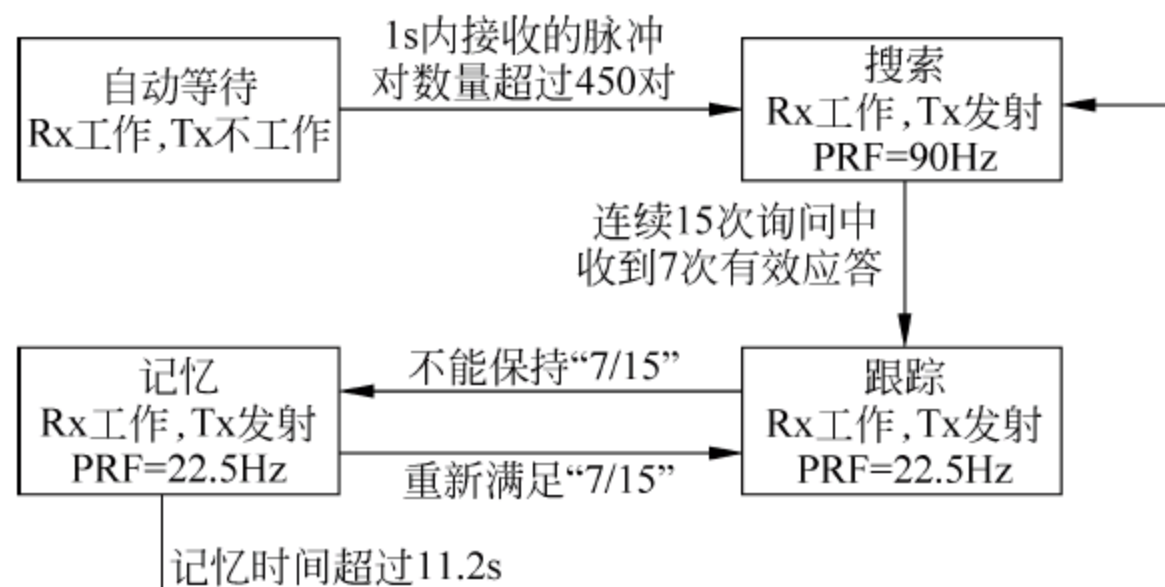 自动等待
Rx工作,Tx不工作
1s内接收的脉冲
对数量超过450对
搜索
Rx工作,Tx发射
PRF=90Hz
连续15次询问中
收到7次有效应答
记忆
Rx工作,Tx发射
PRF=22.5Hz
不能保持“7/15”
重新满足“7/15”
跟踪
Rx工作,Tx发射
PRF=22.5Hz
记忆时间超过11.2s